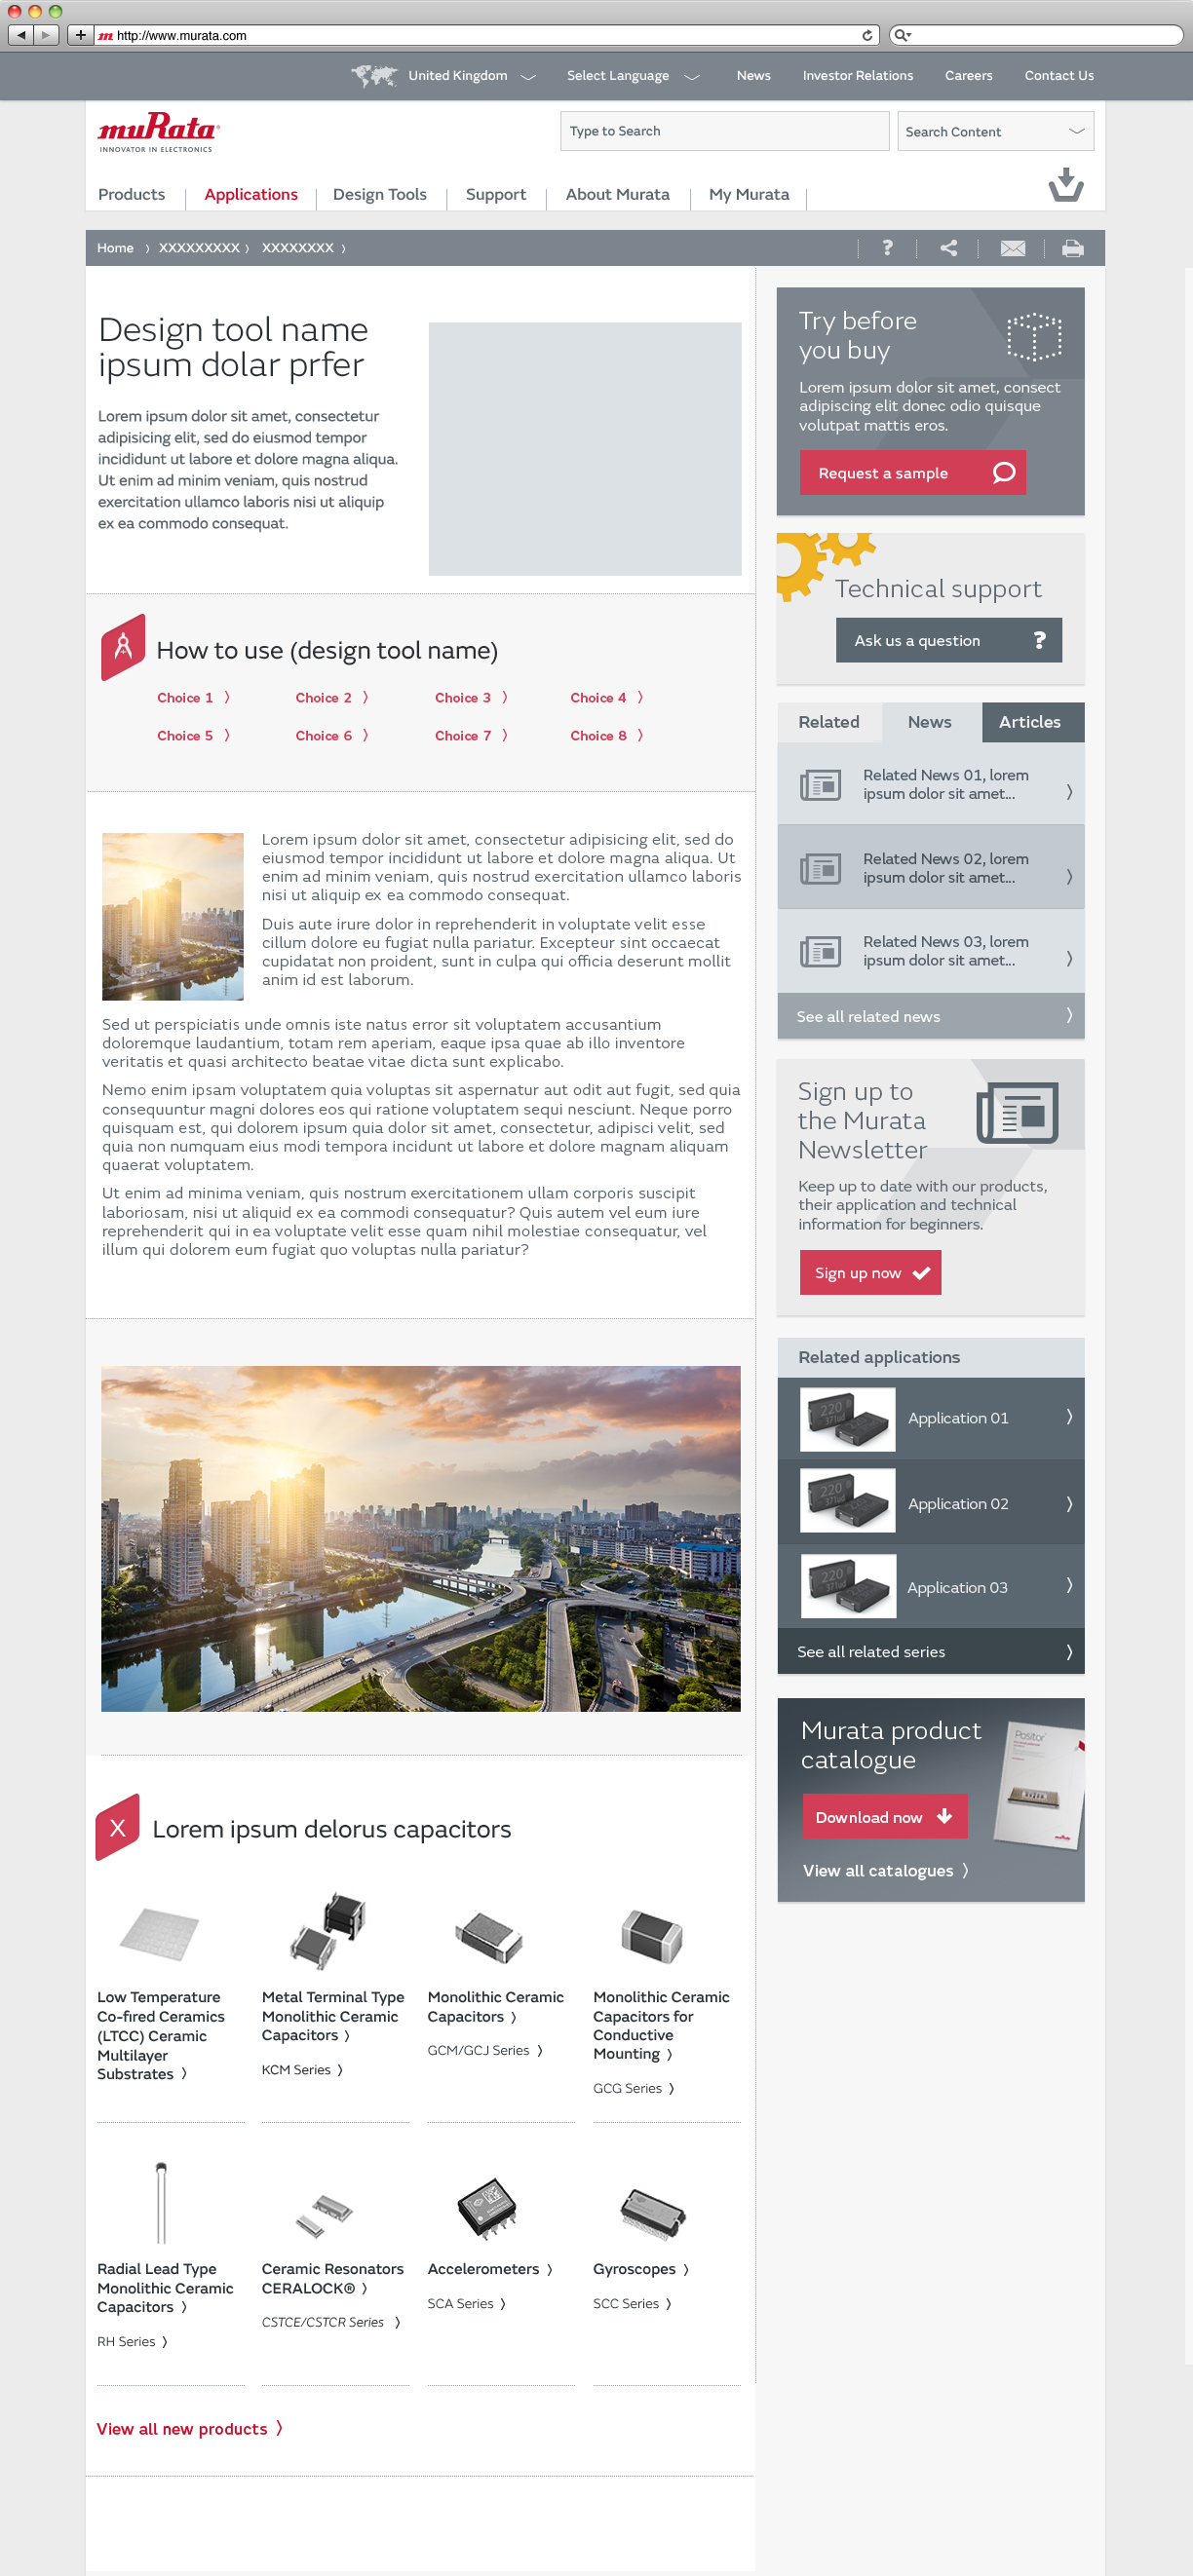 http://www.murata.com
United Kingdom
Select Language
News
Investor Relations
Careers
Contact Us
muRata
INNOVATOR IN ELECTRONICS
Type to Search
Search Content
Products
Applications
Design Tools
Support
About Murata
My Murata
Home
XXXXXXXXX
XXXXXXXX
Design tool name
ipsum dolar prfer
Lorem ipsum dolor sit amet, consectetur
adipisicing elit, sed do eiusmod tempor
incididunt ut labore et dolore magna aliqua.
Ut enim ad minim veniam, quis nostrud
exercitation ullamco laboris nisi ut aliquip
ex ea commodo consequat.
How to use (design tool name)
Choice 1
Choice 2
Choice 3
Choice 4
Choice 5
Choice 6
Choice 7
Choice 8
Lorem ipsum dolor sit amet, consectetur adipisicing elit, sed do
eiusmod tempor incididunt ut labore et dolore magna aliqua. Ut
enim ad minim veniam, quis nostrud exercitation ullamco laboris
nisi ut aliquip ex ea commodo consequat.
Duis aute irure dolor in reprehenderit in voluptate velit esse
cillum dolore eu fugiat nulla pariatur. Excepteur sint occaecat
cupidatat non proident, sunt in culpa qui officia deserunt mollit
anim id est laborum.
Sed ut perspiciatis unde omnis iste natus error sit voluptatem accusantium
doloremque laudantium, totam rem aperiam, eaque ipsa quae ab illo inventore
veritatis et quasi architecto beatae vitae dicta sunt explicabo.
Nemo enim ipsam voluptatem quia voluptas sit aspernatur aut odit aut fugit, sed quia
consequuntur magni dolores eos qui ratione voluptatem sequi nesciunt. Neque porro
quisquam est, qui dolorem ipsum quia dolor sit amet, consectetur, adipisci velit, sed
quia non numquam eius modi tempora incidunt ut labore et dolore magnam aliquam
quaerat voluptatem.
Ut enim ad minima veniam, quis nostrum exercitationem ullam corporis suscipit
laboriosam, nisi ut aliquid ex ea commodi consequatur? Quis autem vel eum iure
reprehenderit qui in ea voluptate velit esse quam nihil molestiae consequatur, vel
illum qui dolorem eum fugiat quo voluptas nulla pariatur?
X
Lorem ipsum delorus capacitors
Low Temperature
Co-fired Ceramics
(LTCC) Ceramic
Multilayer
Substrates
Metal Terminal Type
Monolithic Ceramic
Capacitors
KCM Series
Monolithic Ceramic
Capacitors
GCM/GCJ Series
Monolithic Ceramic
Capacitors for
Conductive
Mounting
GCG Series
Radial Lead Type
Monolithic Ceramic
Capacitors
RH Series
Ceramic Resonators
CERALOCK®
CSTCE/CSTCR Series
Accelerometers
SCA Series
Gyroscopes
SCC Series
View all new products
Try before
you buy
Lorem ipsum dolor sit amet, consect
adipiscing elit donec odio quisque
volutpat mattis eros.
Request a sample
Technical support
Ask us a question
?
Related
News
Articles
Related News 01, lorem
ipsum dolor sit amet...
Related News 02, lorem
ipsum dolor sit amet...
Related News 03, lorem
ipsum dolor sit amet...
See all related news
Sign up to
the Murata
Newsletter
Keep up to date with our products,
their application and technical
information for beginners.
Sign up now
Related applications
220
Application 01
220
Application 02
220
Application 03
See all related series
Murata product
catalogue
Positor
Download now
View all catalogues